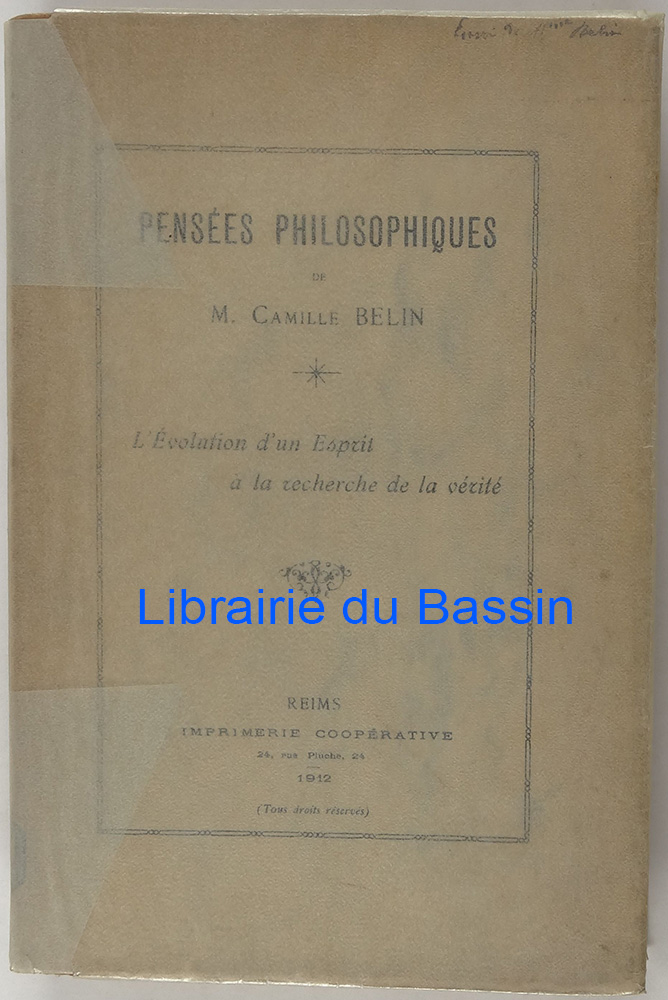 PENSÉES PHILOSOPHIQUES
DE
M. CAMILLE BELIN
L'Évolution d'un Esprit
à la recherche de la vérité
Librairie du Bassin
REIMS
IMPRIMERIE COOPÉRATIVE
24, rue Pluche, 24
1912
(Tous droits réservés)